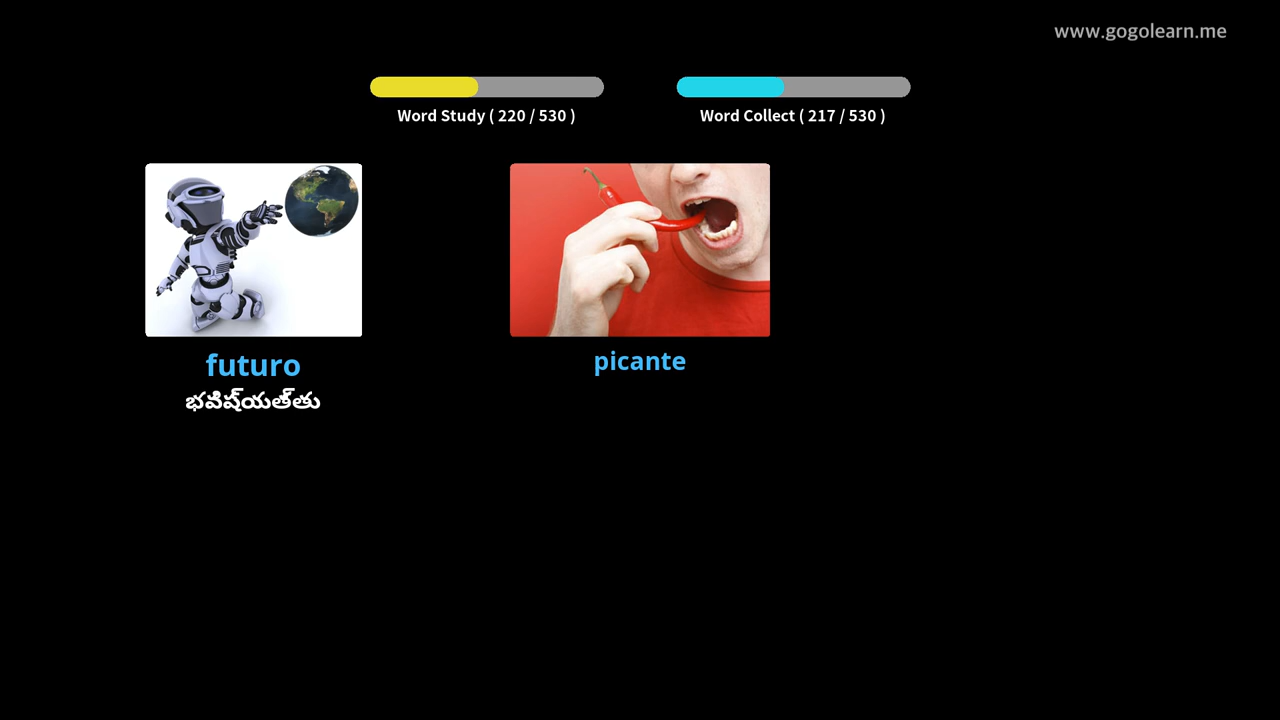 www.gogolearn.me
Word Study ( 220 / 530 )
Word Collect ( 217 / 530 )
futuro
picante
భవిష్యత్తు